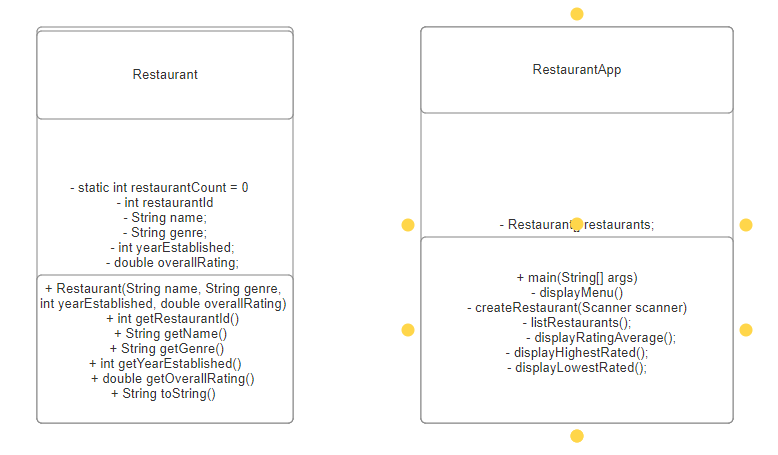 Restaurant
- static int restaurantCount = 0
- int restaurantId
- String name;
- String genre;
- int yearEstablished;
- double overallRating;
+ Restaurant(String name, String genre,
int yearEstablished, double overallRating)
+ int getRestaurantId()
+ String getName()
+ String getGenre()
+ int getYearEstablished()
+ double getOverallRating()
+ String toString()
RestaurantApp
- Restaurant[] restaurants;
+ main(String[] args)
- displayMenu()
- createRestaurant(Scanner scanner)
- listRestaurants();
- displayRatingAverage();
- displayHighestRated();
- displayLowestRated();